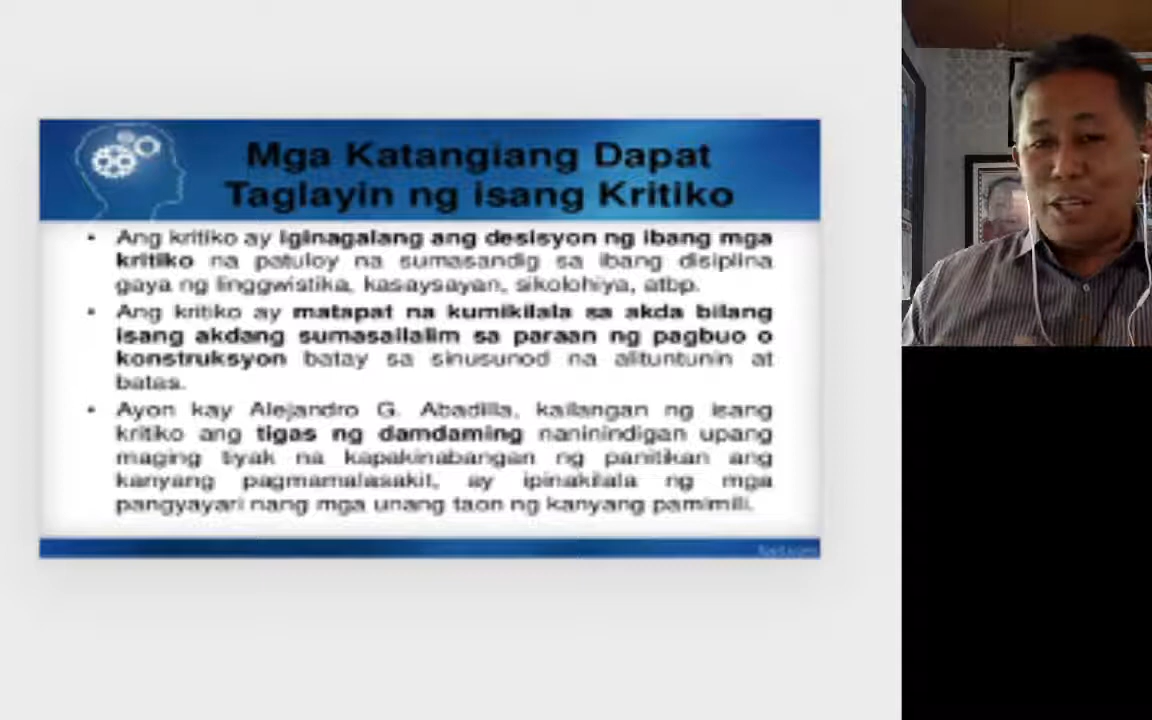 Mga Katangiang Dapat
Taglayin ng Isang Kritiko
• Ang kritiko ay iginagalang ang desisyon ng ibang mga
kritiko na patuloy na sumasandig sa ibang disiplina
gaya ng linggwistika, kasaysayan, sikolohiya, atbp.
• Ang kritiko ay matapat na kumikilala sa akda bilang
isang akdang sumasailalim sa paraan ng pagbuo o
konstruksyon batay sa sinusunod na alituntunin at
batas.
• Ayon kay Alejandro G. Abadilla, kailangan ng isang
kritiko ang tigas ng damdaming naninindigan upang
maging tiyak na kapakinabangan ng panitikan ang
kanyang pagmamalasakit, ay ipinakilala ng mga
pangyayari nang mga unang taon ng kanyang pamimili.